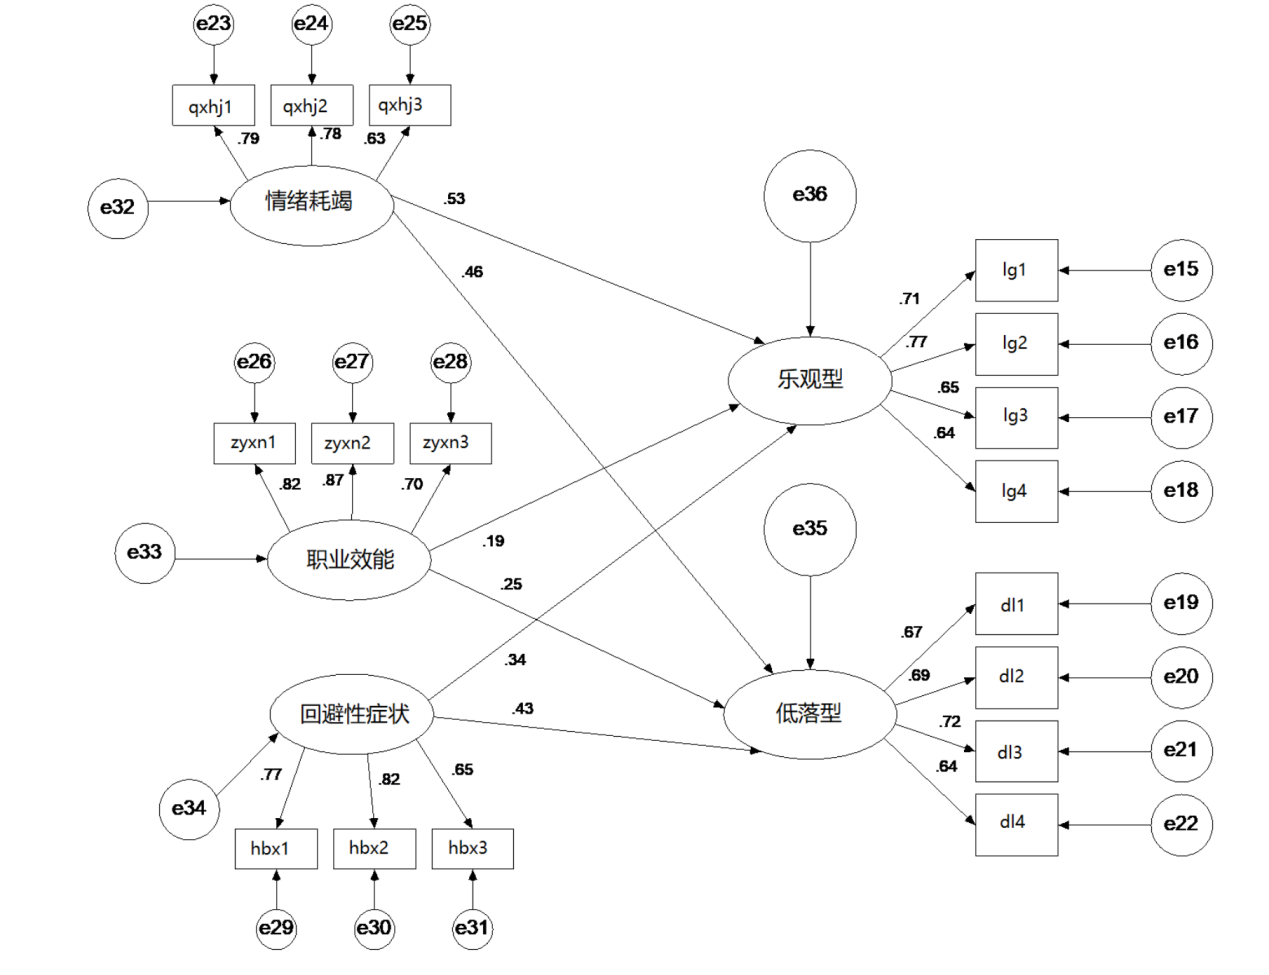 e23 e24 e25
qxhj1 qxhj2 qxhj3
.79 .78 .63
e32 情绪耗竭 .53 e36
.46
lg1 e15
.71
.77 lg2 e16
e26 e27 e28 乐观型
.65 lg3 e17
zyxn1 zyxn2 zyxn3 .64
.82 .87 .70 lg4 e18
e33 职业效能 .19 e35
.25
dl1 e19
.67
.34 .69 dl2 e20
回避性症状 .43 低落型 .72
dl3 e21
.77 .82 .65 .64
e34 dl4 e22
hbx1 hbx2 hbx3
e29 e30 e31